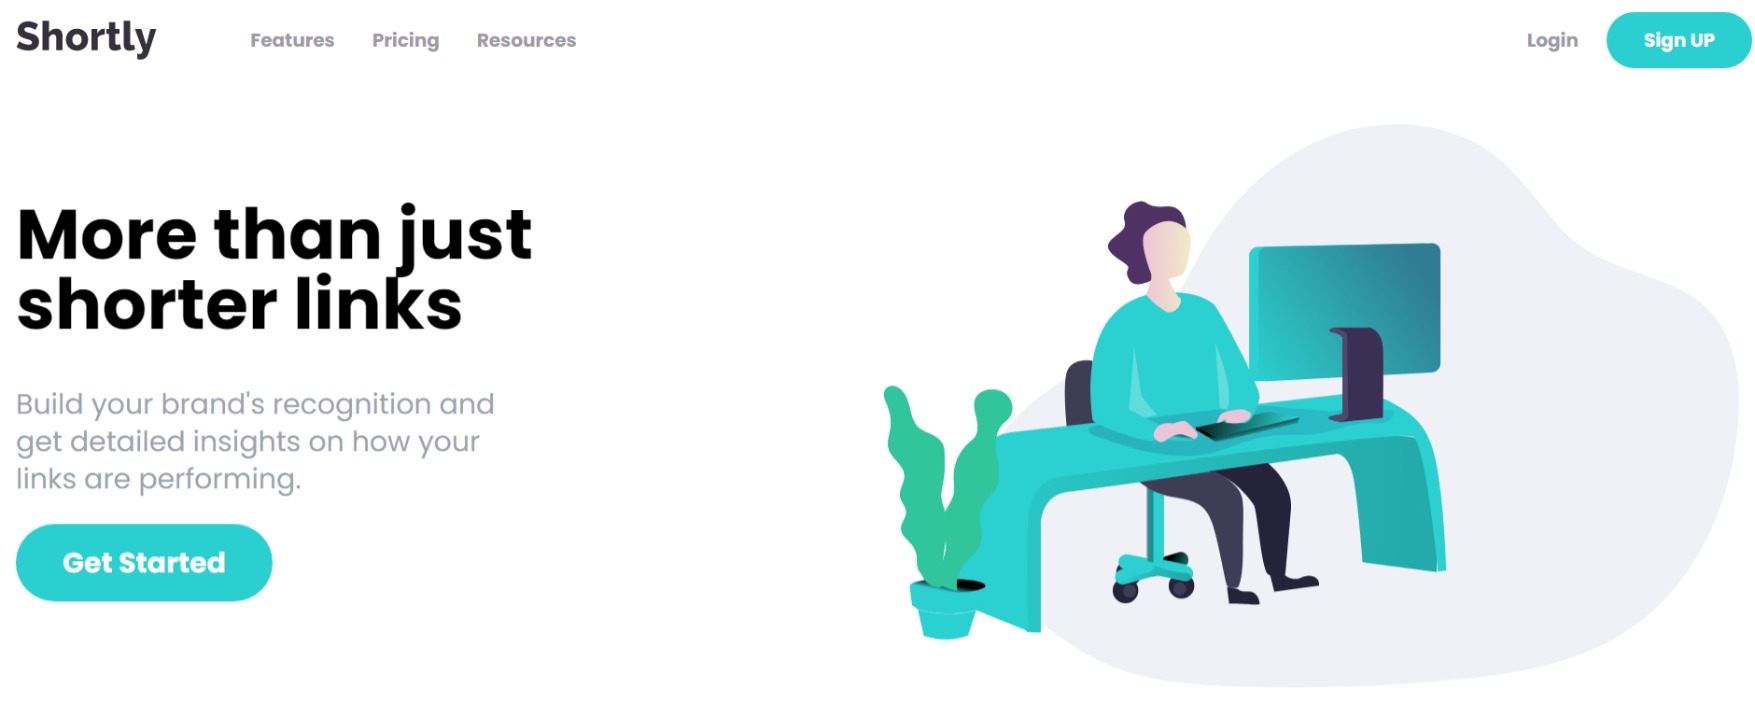 Shortly
Features Pricing Resources
Login Sign UP
More than just
shorter links
Build your brand's recognition and
get detailed insights on how your
links are performing.
Get Started